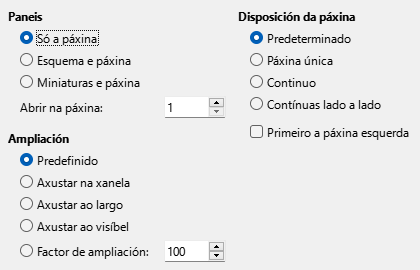 Paneis
Só a páxina
Esquema e páxina
Miniaturas e páxina
Abrir na páxina: 1
Ampliación
Predefinido
Axustar na xanela
Axustar ao largo
Axustar ao visíbel
Factor de ampliación: 100
Disposición da páxina
Predeterminado
Páxina única
Continuo
Contínuas lado a lado
Primeiro a páxina esquerda